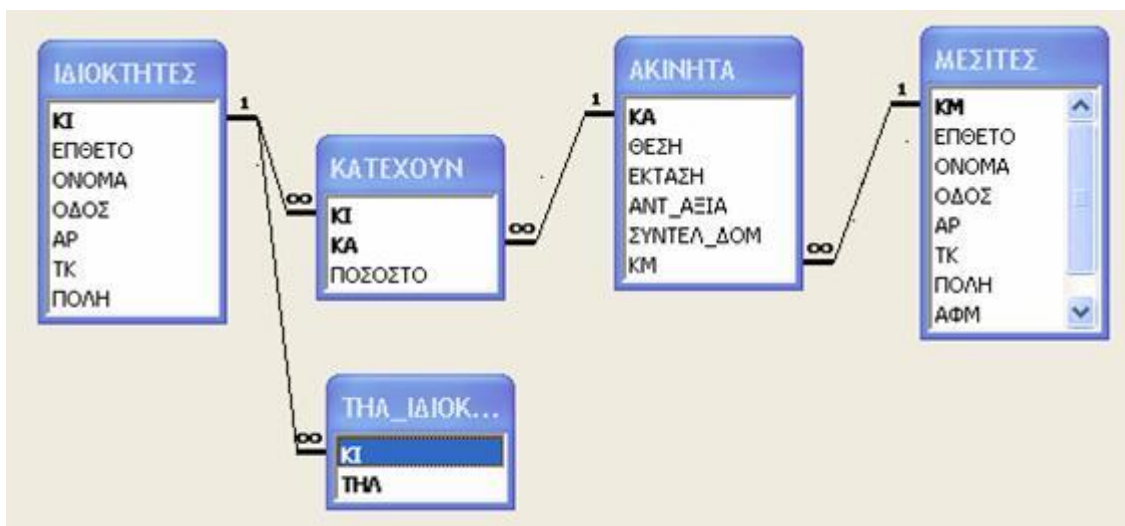 ΙΔΙΟΚΤΗΤΕΣ
ΚΙ
ΕΠΘΕΤΟ
ΟΝΟΜΑ
ΟΔΟΣ
ΑΡ
ΤΚ
ΠΟΛΗ
1
∞
∞
ΚΑΤΕΧΟΥΝ
ΚΙ
ΚΑ
ΠΟΣΟΣΤΟ
∞
1
ΑΚΙΝΗΤΑ
ΚΑ
ΘΕΣΗ
ΕΚΤΑΣΗ
ΑΝΤ_ΑΞΙΑ
ΣΥΝΤΕΛ_ΔΟΜ
ΚΜ
∞
1
ΜΕΣΙΤΕΣ
ΚΜ
ΕΠΘΕΤΟ
ΟΝΟΜΑ
ΟΔΟΣ
ΑΡ
ΤΚ
ΠΟΛΗ
ΑΦΜ
ΤΗΛ_ΙΔΙΟΚ...
ΚΙ
ΤΗΛ